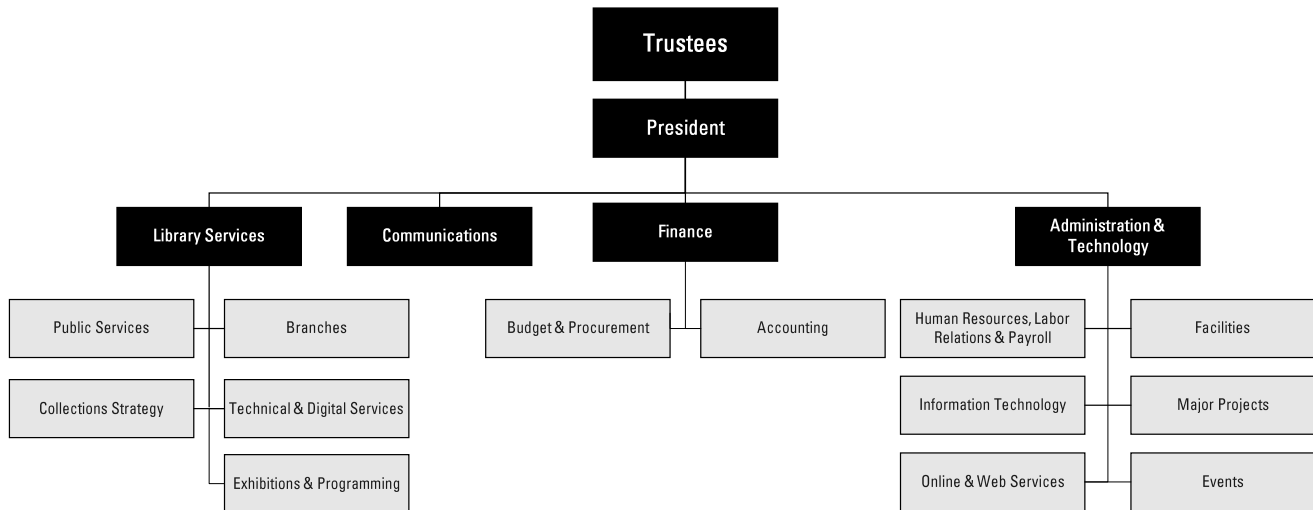 Trustees
President
Library Services
Communications
Finance
Administration &
Technology
Public Services
Branches
Budget & Procurement
Accounting
Human Resources, Labor
Relations & Payroll
Facilities
Collections Strategy
Technical & Digital Services
Information Technology
Major Projects
Exhibitions & Programming
Online & Web Services
Events